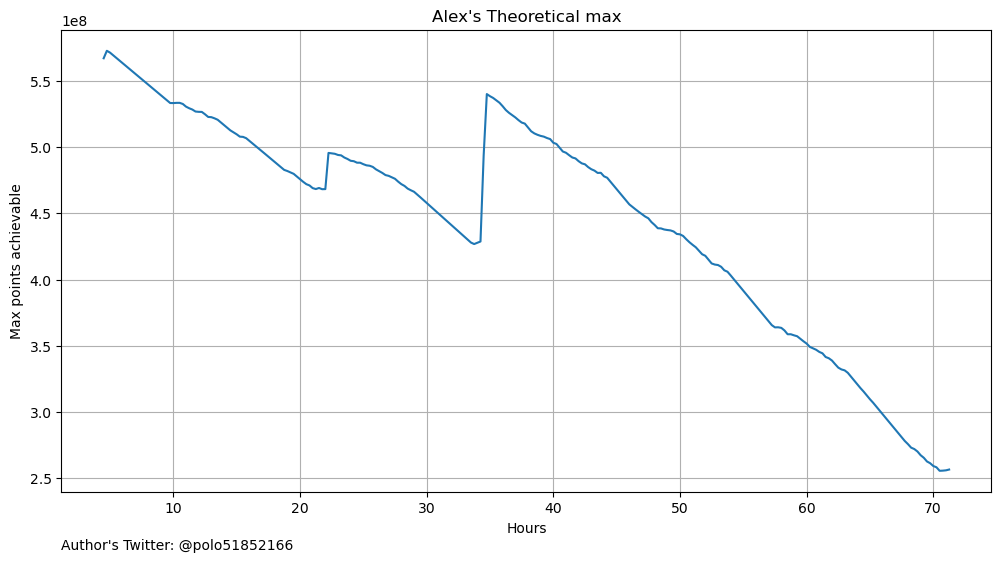 Alex's Theoretical max
1e8
5.5
5.0
4.5
4.0
3.5
3.0
2.5
Max points achievable
10 20 30 40 50 60 70
Hours
Author's Twitter: @polo51852166